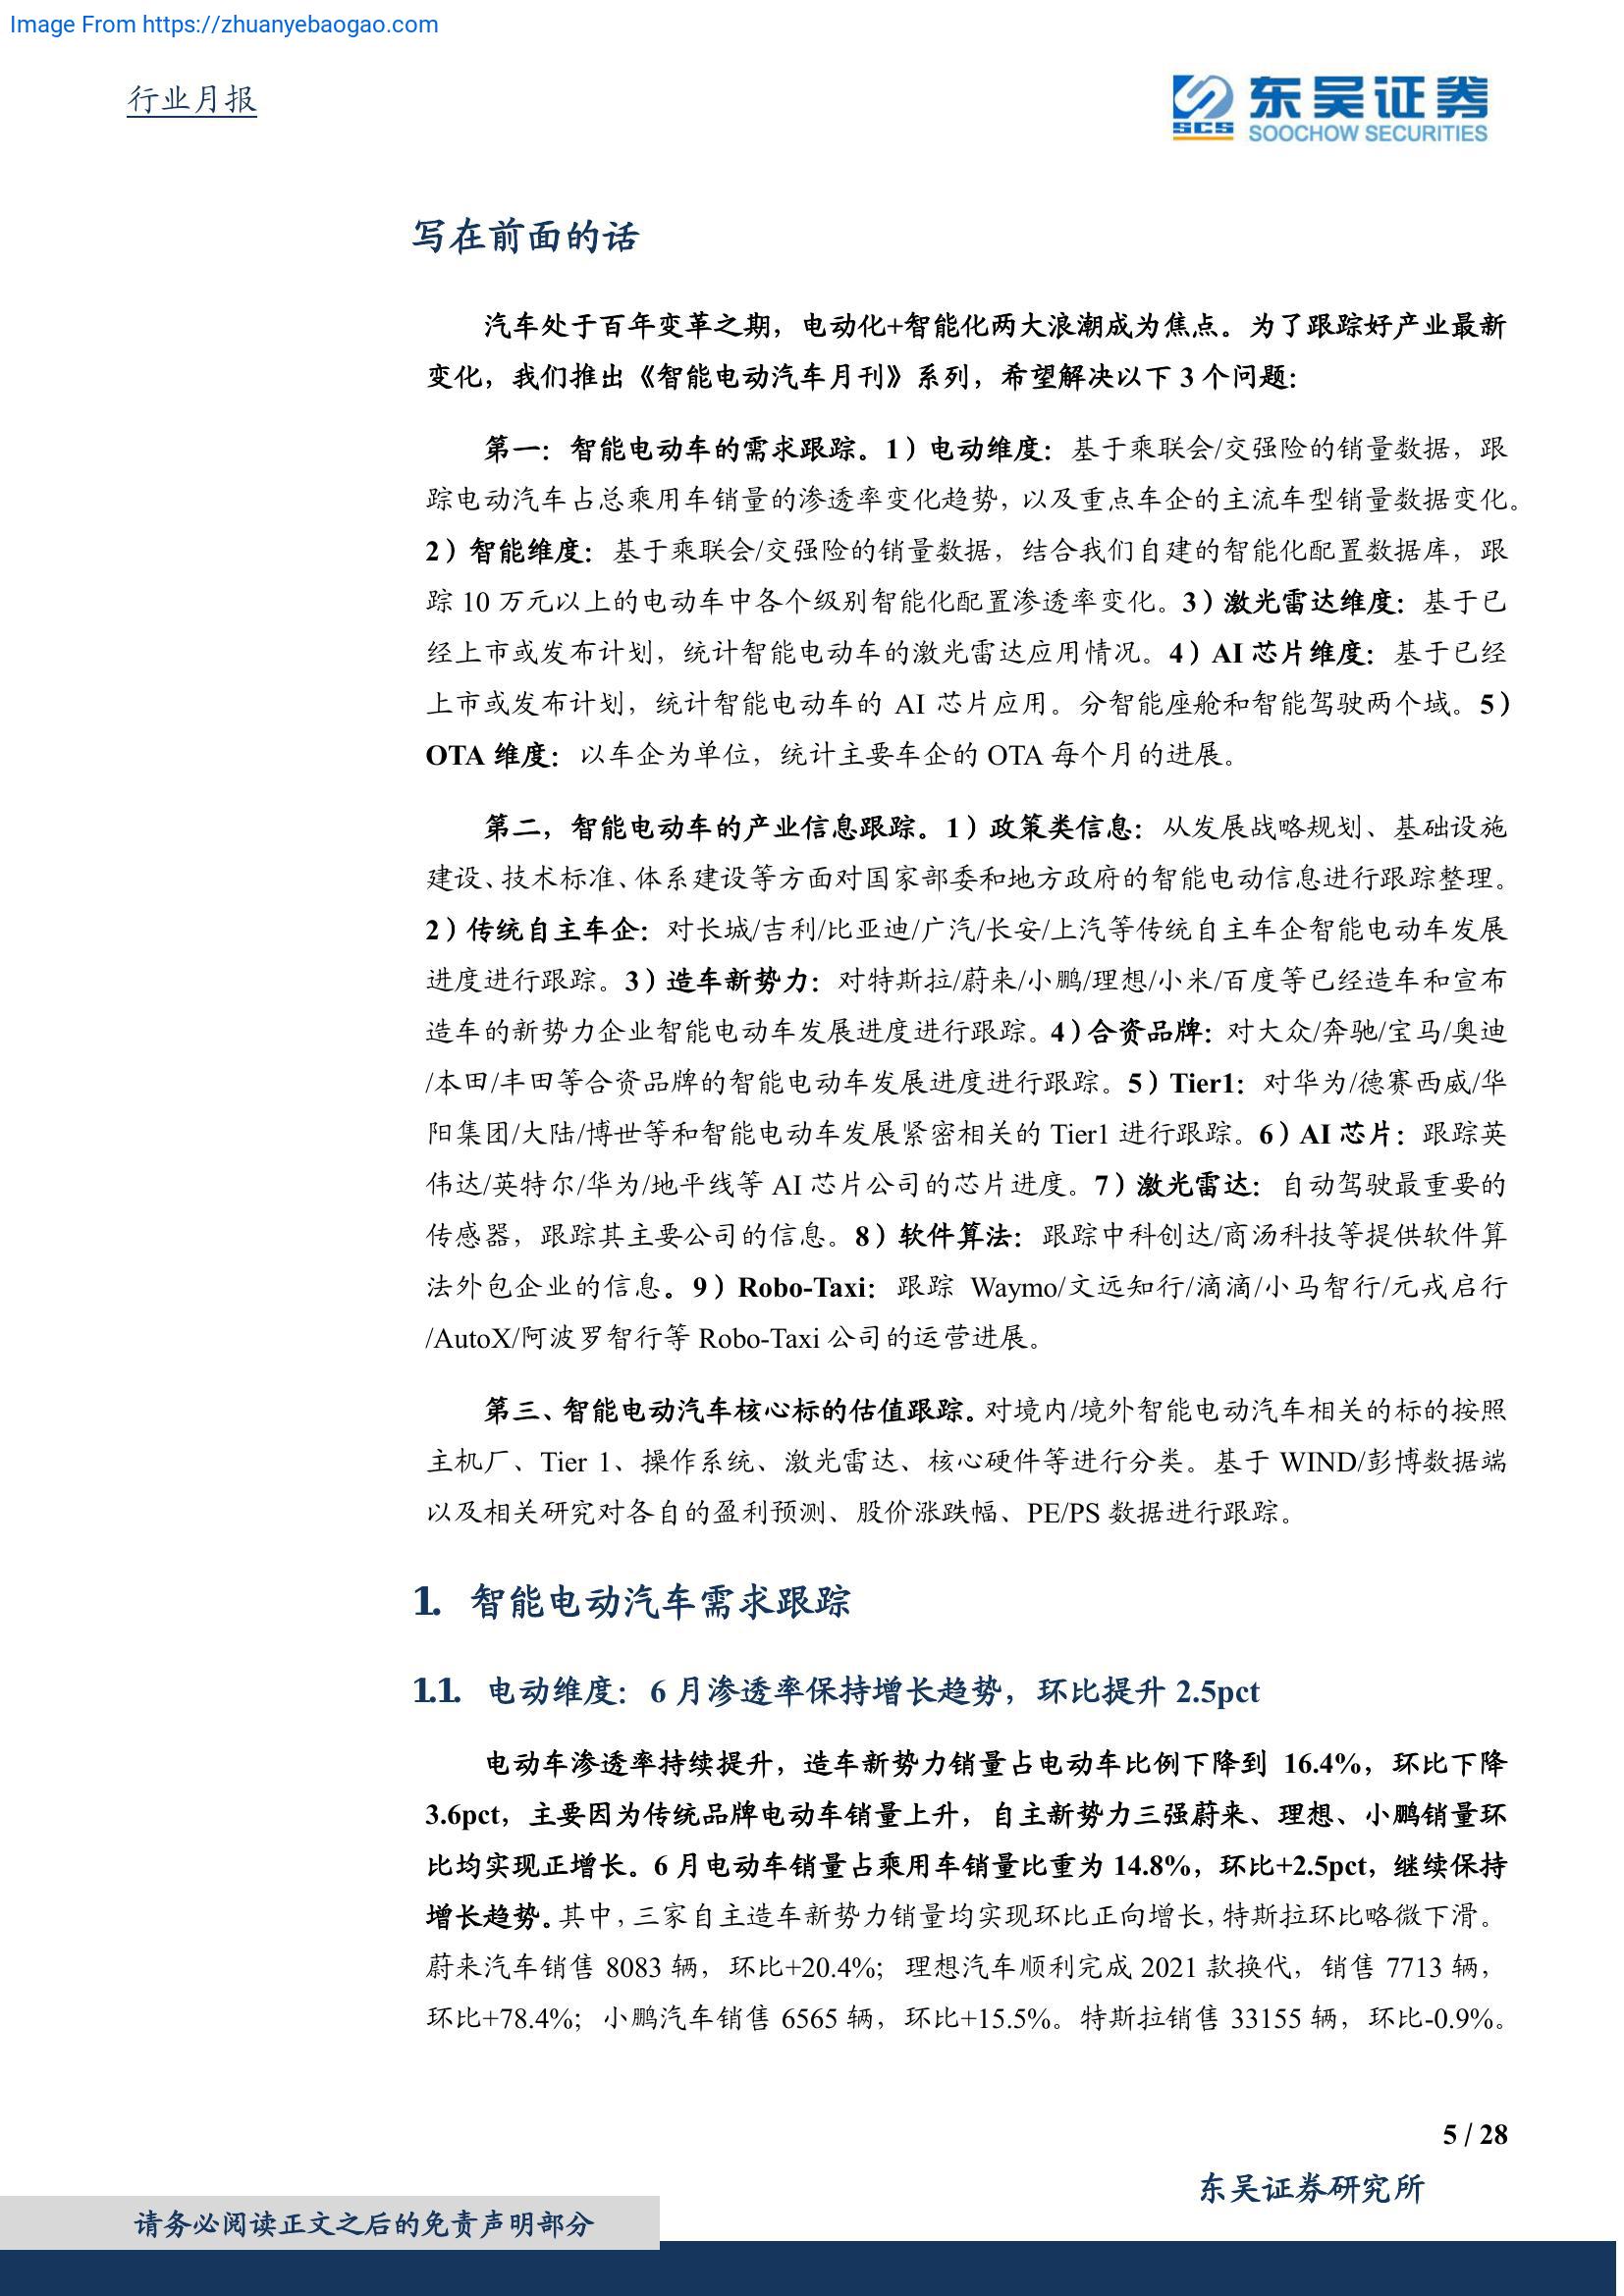 Image From https://zhuanyebaogao.com
行业月报
SCS
东吴证券
SOOCHOW SECURITIES
写在前面的话
汽车处于百年变革之期，电动化+智能化两大浪潮成为焦点。为了跟踪好产业最新
变化，我们推出《智能电动汽车月刊》系列，希望解决以下 3 个问题：
第一：智能电动车的需求跟踪。1）电动维度：基于乘联会/交强险的销量数据，跟
踪电动汽车占总乘用车销量的渗透率变化趋势，以及重点车企的主流车型销量数据变化。
2）智能维度：基于乘联会/交强险的销量数据，结合我们自建的智能化配置数据库，跟
踪 10 万元以上的电动车中各个级别智能化配置渗透率变化。3）激光雷达维度：基于已
经上市或发布计划，统计智能电动车的激光雷达应用情况。4）AI 芯片维度：基于已经
上市或发布计划，统计智能电动车的 AI 芯片应用。分智能座舱和智能驾驶两个域。5）
OTA 维度：以车企为单位，统计主要车企的 OTA 每个月的进展。
第二，智能电动车的产业信息跟踪。1）政策类信息：从发展战略规划、基础设施
建设、技术标准、体系建设等方面对国家部委和地方政府的智能电动信息进行跟踪整理。
2）传统自主车企：对长城/吉利/比亚迪/广汽/长安/上汽等传统自主车企智能电动车发展
进度进行跟踪。3）造车新势力：对特斯拉/蔚来/小鹏/理想/小米/百度等已经造车和宣布
造车的新势力企业智能电动车发展进度进行跟踪。4）合资品牌：对大众/奔驰/宝马/奥迪
/本田/丰田等合资品牌的智能电动车发展进度进行跟踪。5）Tier1：对华为/德赛西威/华
阳集团/大陆/博世等和智能电动车发展紧密相关的 Tier1 进行跟踪。6）AI 芯片：跟踪英
伟达/英特尔/华为/地平线等 AI 芯片公司的芯片进度。7）激光雷达：自动驾驶最重要的
传感器，跟踪其主要公司的信息。8）软件算法：跟踪中科创达/商汤科技等提供软件算
法外包企业的信息。9）Robo-Taxi：跟踪 Waymo/文远知行/滴滴/小马智行/元戎启行
/AutoX/阿波罗智行等 Robo-Taxi 公司的运营进展。
第三、智能电动汽车核心标的估值跟踪。对境内/境外智能电动汽车相关的标的按照
主机厂、Tier 1、操作系统、激光雷达、核心硬件等进行分类。基于 WIND/彭博数据端
以及相关研究对各自的盈利预测、股价涨跌幅、PE/PS 数据进行跟踪。
1. 智能电动汽车需求跟踪
1.1. 电动维度：6 月渗透率保持增长趋势，环比提升 2.5pct
电动车渗透率持续提升，造车新势力销量占电动车比例下降到 16.4%，环比下降
3.6pct，主要因为传统品牌电动车销量上升，自主新势力三强蔚来、理想、小鹏销量环
比均实现正增长。6 月电动车销量占乘用车销量比重为 14.8%，环比+2.5pct，继续保持
增长趋势。其中，三家自主造车新势力销量均实现环比正向增长，特斯拉环比略微下滑。
蔚来汽车销售 8083 辆，环比+20.4%；理想汽车顺利完成 2021 款换代，销售 7713 辆，
环比+78.4%；小鹏汽车销售 6565 辆，环比+15.5%。特斯拉销售 33155 辆，环比-0.9%。
5 / 28
东吴证券研究所
请务必阅读正文之后的免责声明部分